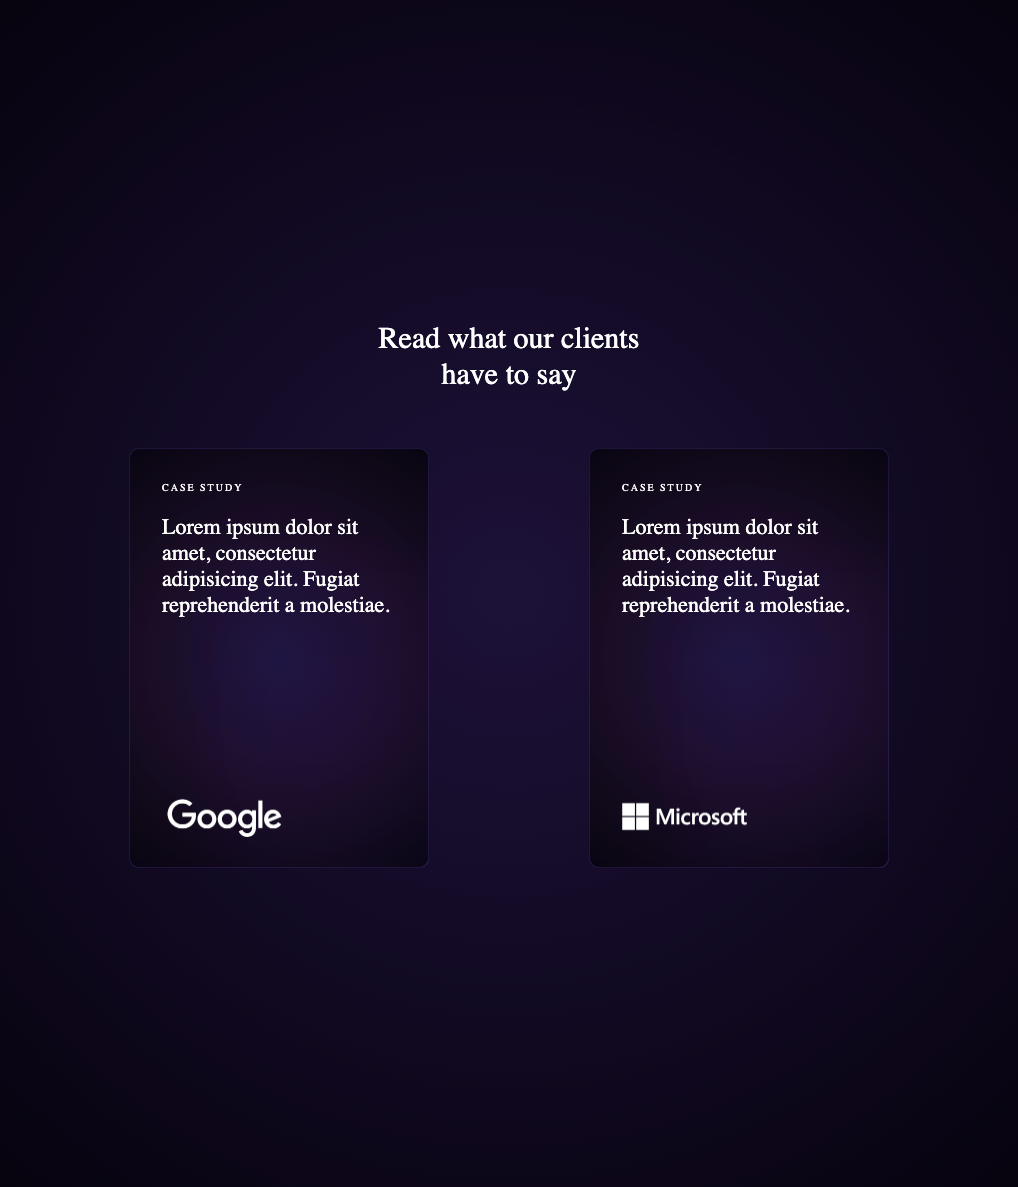 Read what our clients
have to say
CASE STUDY
Lorem ipsum dolor sit
amet, consectetur
adipisicing elit. Fugiat
reprehenderit a molestiae.
Google
CASE STUDY
Lorem ipsum dolor sit
amet, consectetur
adipisicing elit. Fugiat
reprehenderit a molestiae.
Microsoft